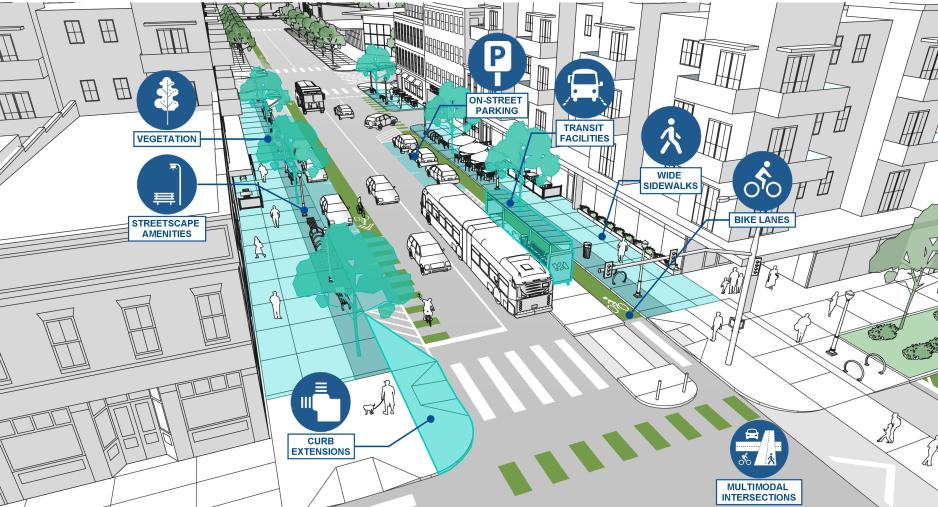 P
ON-STREET
PARKING
TRANSIT
FACILITIES
VEGETATION
WIDE
SIDEWALKS
STREETSCAPE
AMENITIES
BIKE LANES
CURB
EXTENSIONS
MULTIMODAL
INTERSECTIONS